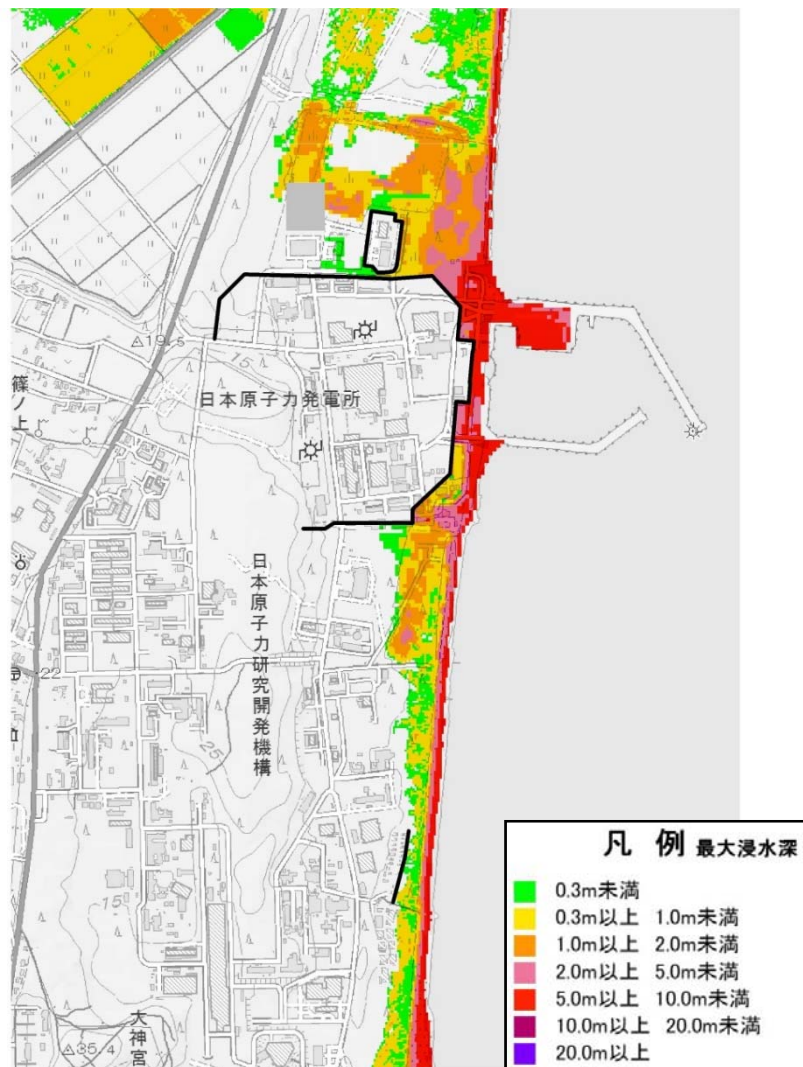 △19.5
15
篠ノ上
日本原子力発電所
日本原子力研究開発機構
22
25
15
△35.4
大神宮
凡 例 最大浸水深
0.3m未満
0.3m以上 1.0m未満
1.0m以上 2.0m未満
2.0m以上 5.0m未満
5.0m以上 10.0m未満
10.0m以上 20.0m未満
20.0m以上